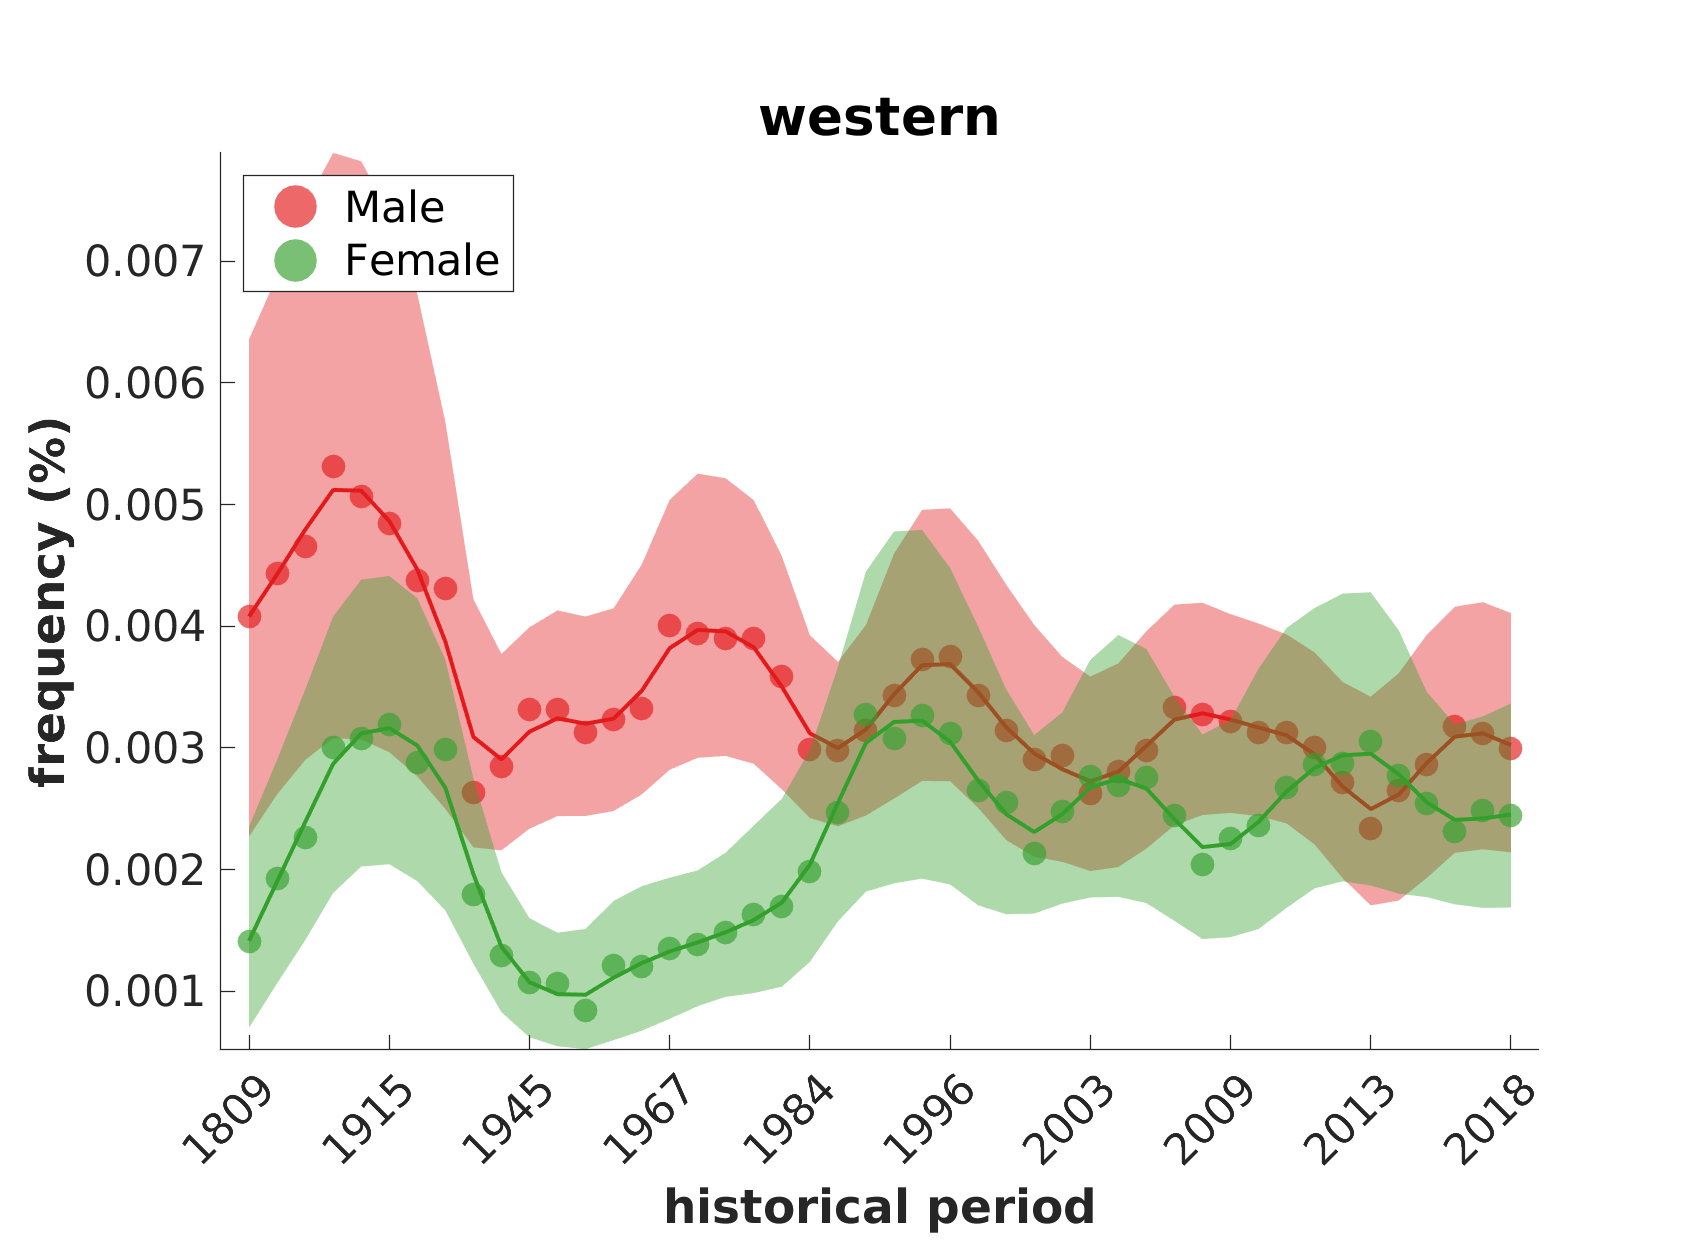 western
Male
Female
0.007
0.006
0.005
0.004
0.003
0.002
0.001
frequency (%)
1809 1915 1945 1967 1984 1996 2003 2009 2013 2018
historical period